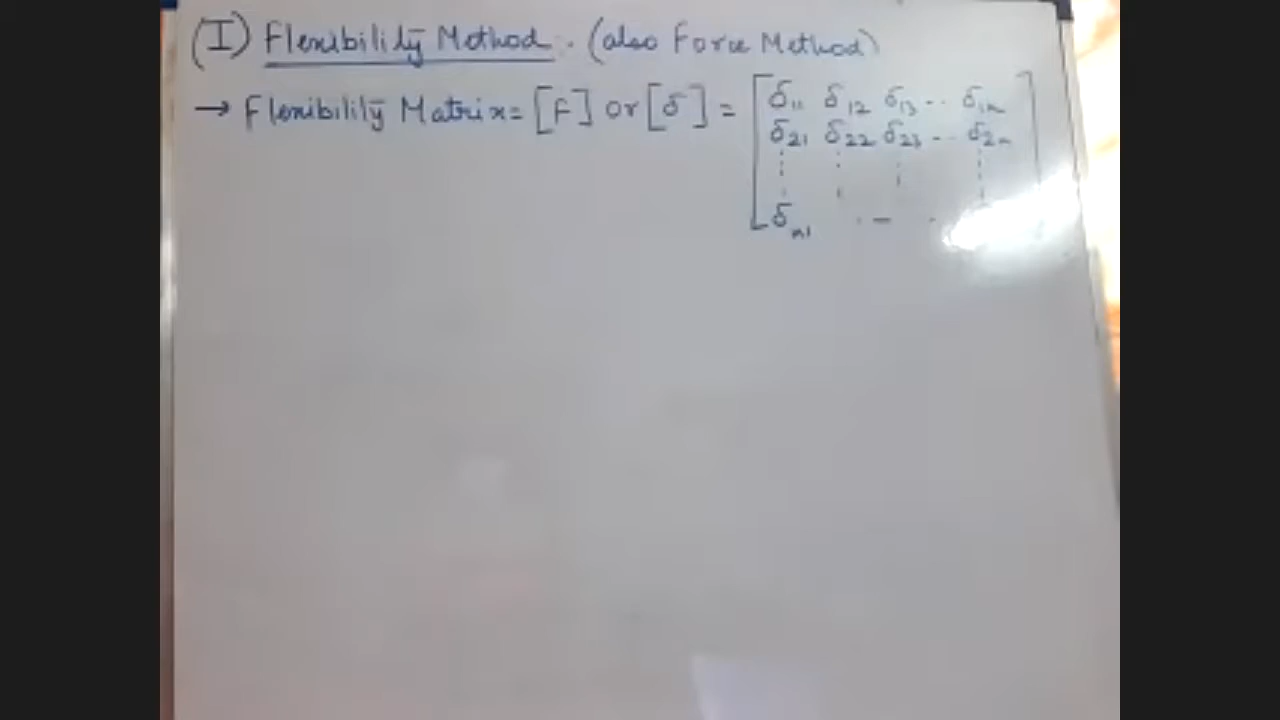 (I) Flexibility Method. (also Force Method)
→ Flexibility Matrix = [F] or [δ] = [δ₁₁ δ₁₂ δ₁₃ -- δ₁ₙ
δ₂₁ δ₂₂ δ₂₃ -- δ₂ₙ
δₙ₁ . - .